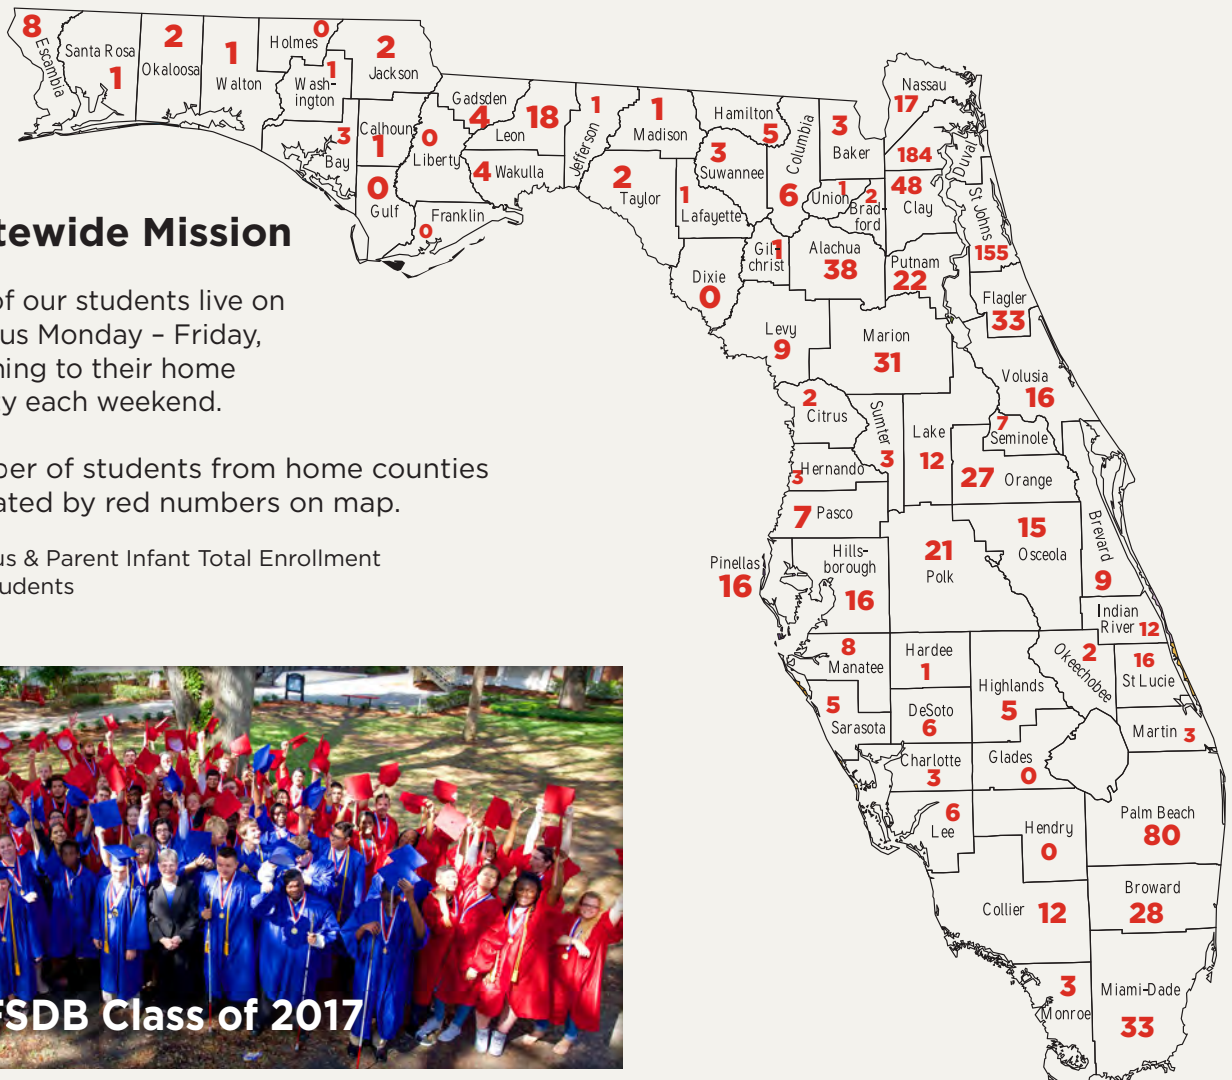 8
Escambia
Santa Rosa
1
2
Okaloosa
1
Walton
0
Holmes
1
Wash-
ington
2
Jackson
3
Bay
Calhoun
1
0
Gulf
0
Liberty
Franklin
0
Gadsden
4
18
Leon
4 Wakulla
1
Jefferson
1
Madison
2
Taylor
Hamilton
5
3
Suwannee
1
Lafayette
Columbia
6
3
Baker
Nassau
17
184
Duval
1
Union
2
Brad-
ford
48
Clay
St Johns
155
Gil-
1
christ
Alachua
38
Putnam
22
Flagler
33
Dixie
0
Levy
9
Marion
31
Volusia
16
2
Citrus
Sumter
3
Lake
12
7
Seminole
27 Orange
Hernando
3
7 Pasco
Pinellas
16
Hills-
borough
16
21
Polk
15
Osceola
Brevard
9
Indian
River 12
8
Manatee
Hardee
1
Highlands
5
Okeechobee
2
16
St Lucie
5
Sarasota
DeSoto
6
Martin 3
Charlotte
3
Glades
0
6
Lee
Hendry
0
Palm Beach
80
Collier 12
Broward
28
3
Monroe
Miami-Dade
33
tewide Mission
of our students live on
us Monday – Friday,
ning to their home
y each weekend.
ber of students from home counties
ated by red numbers on map.
us & Parent Infant Total Enrollment
udents
FSDB Class of 2017